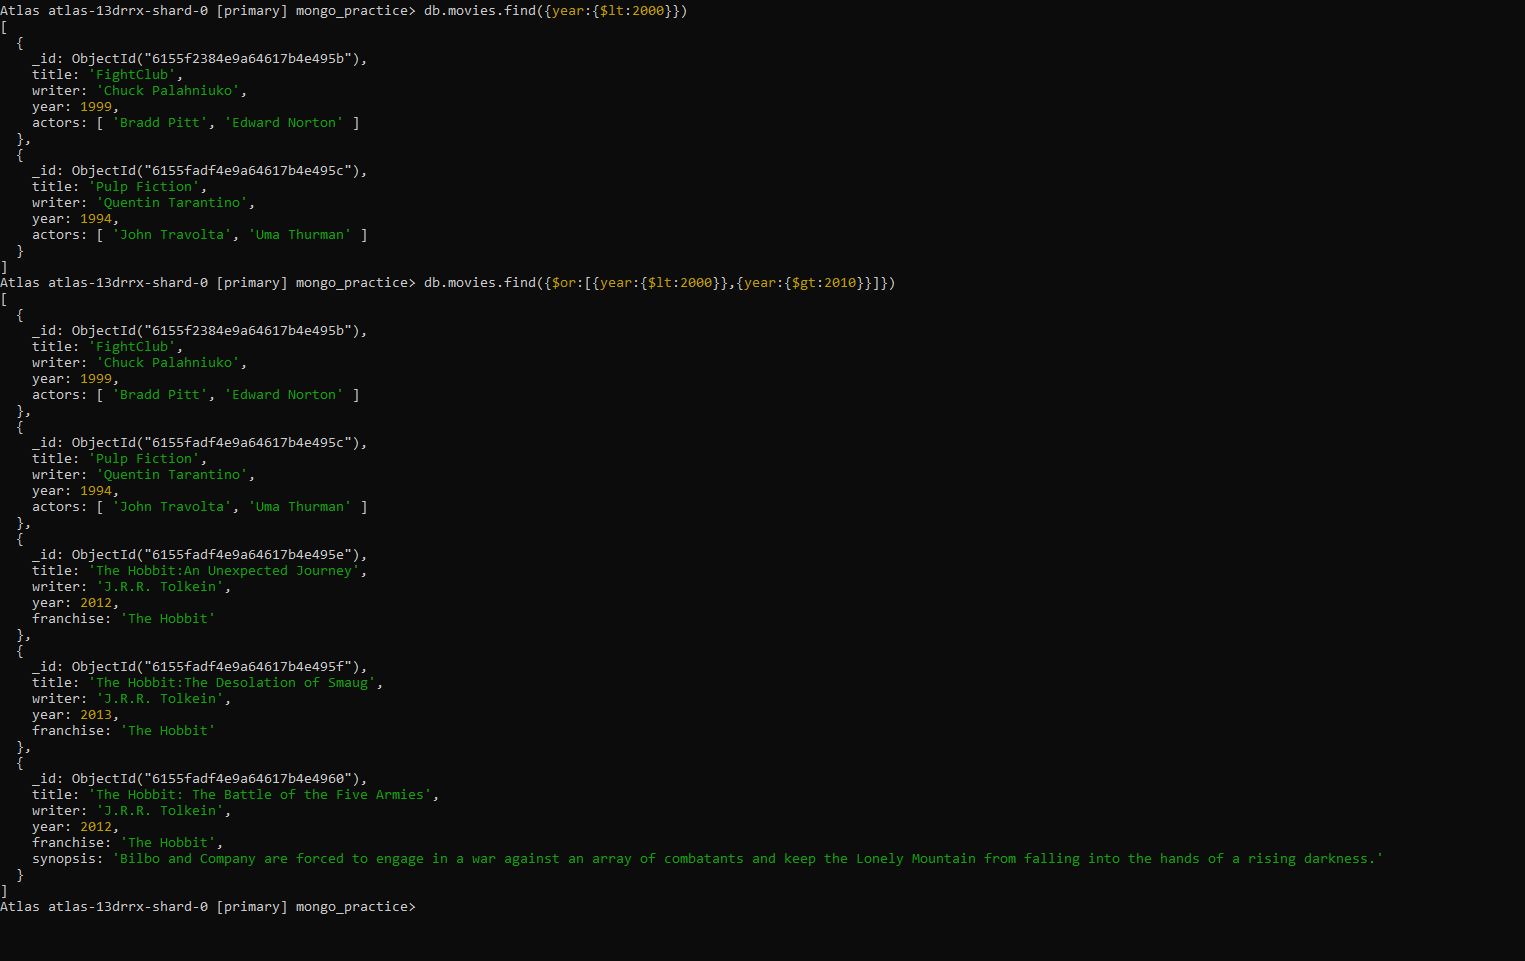 Atlas atlas-13drrx-shard-0 [primary] mongo_practice> db.movies.find({year:{$lt:2000}})
[
  {
    _id: ObjectId("6155f2384e9a64617b4e495b"),
    title: 'FightClub',
    writer: 'Chuck Palahniuko',
    year: 1999,
    actors: [ 'Bradd Pitt', 'Edward Norton' ]
  },
  {
    _id: ObjectId("6155fadf4e9a64617b4e495c"),
    title: 'Pulp Fiction',
    writer: 'Quentin Tarantino',
    year: 1994,
    actors: [ 'John Travolta', 'Uma Thurman' ]
  }
]
Atlas atlas-13drrx-shard-0 [primary] mongo_practice> db.movies.find({$or:[{year:{$lt:2000}},{year:{$gt:2010}}]})
[
  {
    _id: ObjectId("6155f2384e9a64617b4e495b"),
    title: 'FightClub',
    writer: 'Chuck Palahniuko',
    year: 1999,
    actors: [ 'Bradd Pitt', 'Edward Norton' ]
  },
  {
    _id: ObjectId("6155fadf4e9a64617b4e495c"),
    title: 'Pulp Fiction',
    writer: 'Quentin Tarantino',
    year: 1994,
    actors: [ 'John Travolta', 'Uma Thurman' ]
  },
  {
    _id: ObjectId("6155fadf4e9a64617b4e495e"),
    title: 'The Hobbit:An Unexpected Journey',
    writer: 'J.R.R. Tolkein',
    year: 2012,
    franchise: 'The Hobbit'
  },
  {
    _id: ObjectId("6155fadf4e9a64617b4e495f"),
    title: 'The Hobbit:The Desolation of Smaug',
    writer: 'J.R.R. Tolkein',
    year: 2013,
    franchise: 'The Hobbit'
  },
  {
    _id: ObjectId("6155fadf4e9a64617b4e4960"),
    title: 'The Hobbit: The Battle of the Five Armies',
    writer: 'J.R.R. Tolkein',
    year: 2012,
    franchise: 'The Hobbit',
    synopsis: 'Bilbo and Company are forced to engage in a war against an array of combatants and keep the Lonely Mountain from falling into the hands of a rising darkness.'
  }
]
Atlas atlas-13drrx-shard-0 [primary] mongo_practice>